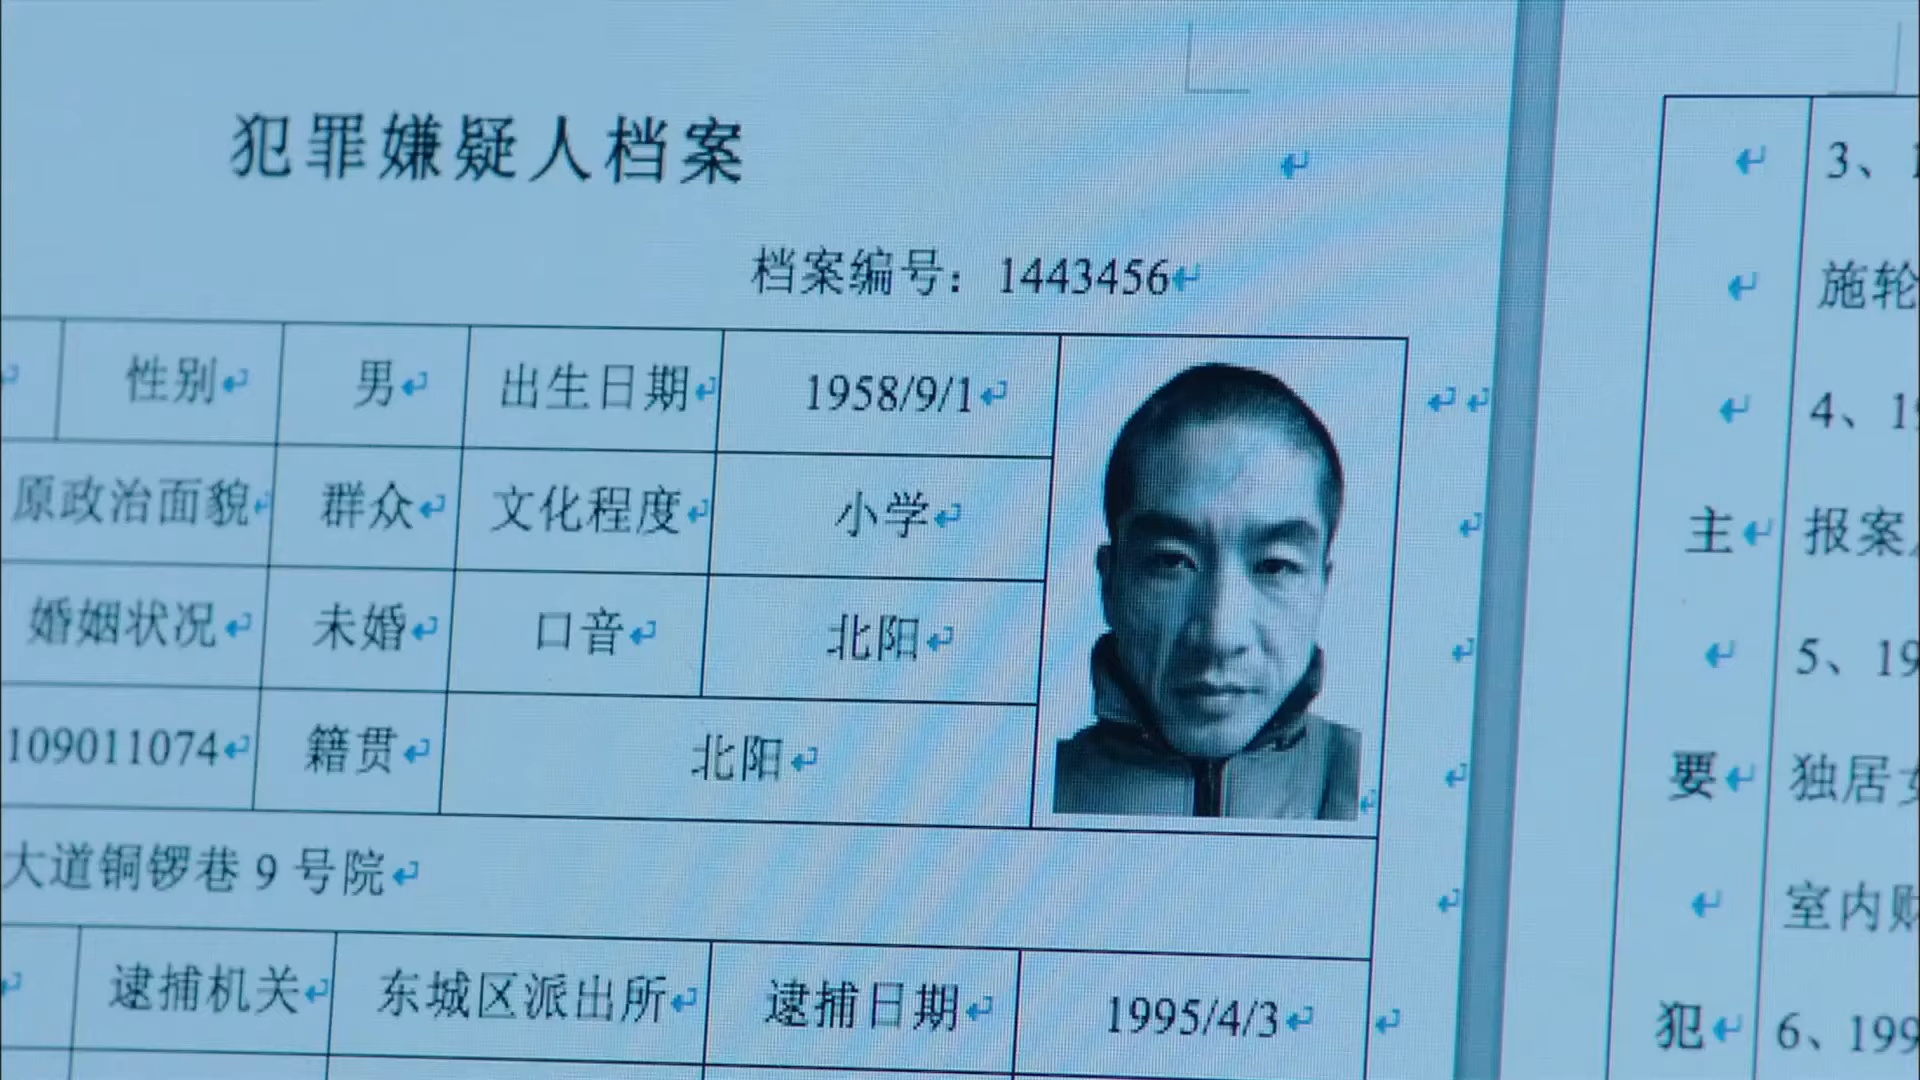 犯罪嫌疑人档案
档案编号：1443456
性别 男 出生日期 1958/9/1
原政治面貌 群众 文化程度 小学
婚姻状况 未婚 口音 北阳
109011074 籍贯 北阳
大道铜锣巷 9 号院
逮捕机关 东城区派出所 逮捕日期 1995/4/3
3、1
施轮
4、19
主 报案
5、19
要 独居
室内财
犯 6、199